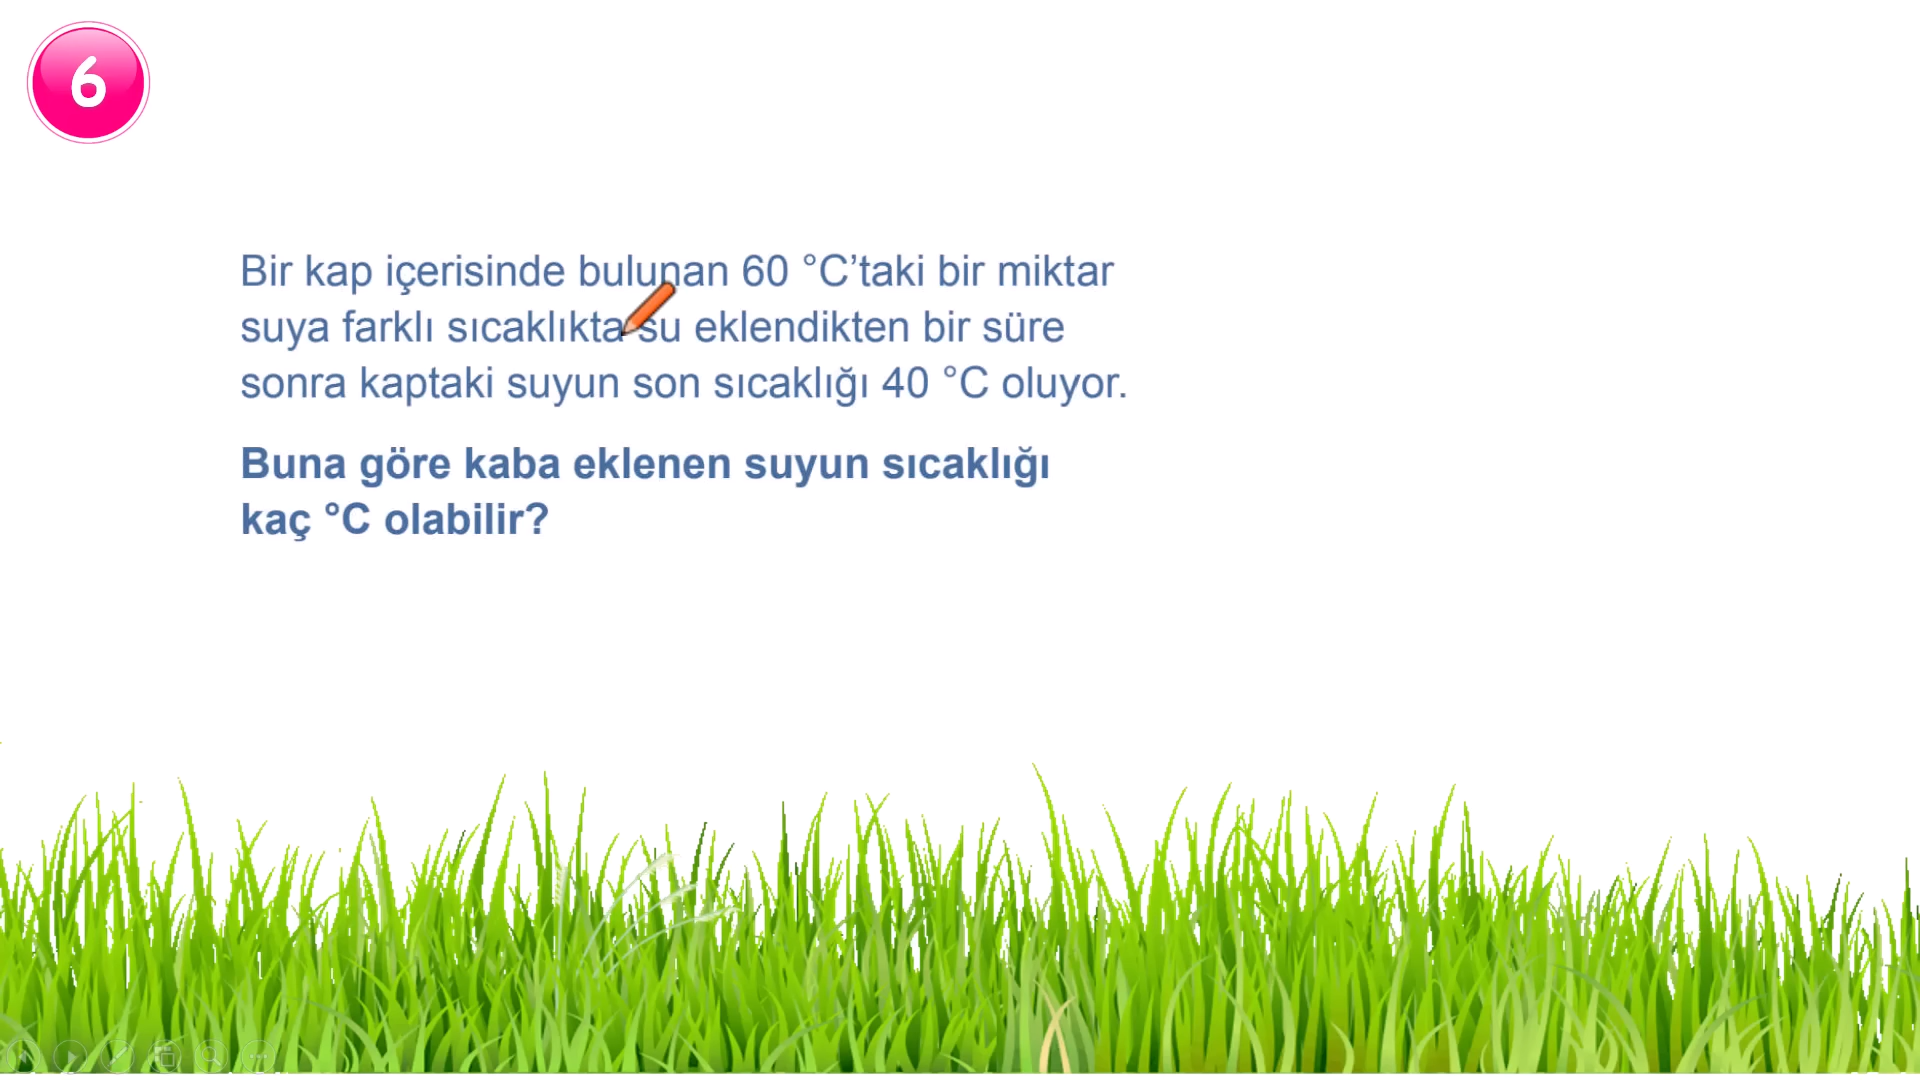 6
Bir kap içerisinde bulunan 60 °C’taki bir miktar
suya farklı sıcaklıkta su eklendikten bir süre
sonra kaptaki suyun son sıcaklığı 40 °C oluyor.
Buna göre kaba eklenen suyun sıcaklığı
kaç °C olabilir?